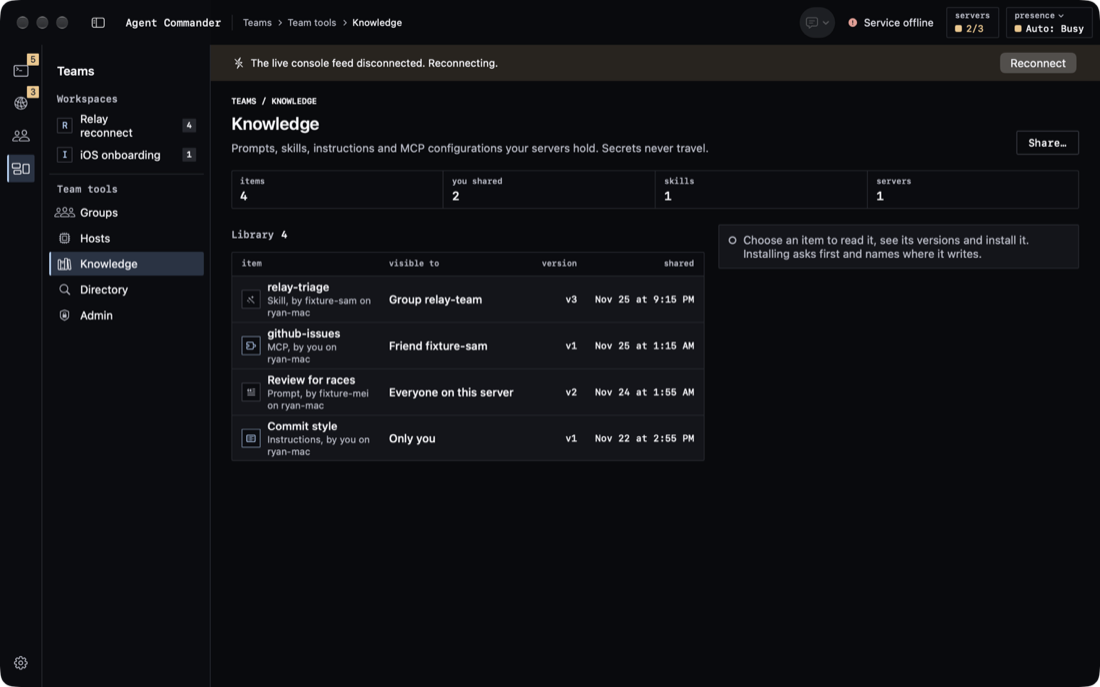 Agent Commander
Teams > Team tools > Knowledge
Service offline
servers
2/3
presence
Auto: Busy
5
3
Teams
Workspaces
R
Relay reconnect
4
I
iOS onboarding
1
Team tools
Groups
Hosts
Knowledge
Directory
Admin
The live console feed disconnected. Reconnecting.
Reconnect
TEAMS / KNOWLEDGE
Knowledge
Prompts, skills, instructions and MCP configurations your servers hold. Secrets never travel.
Share…
items
4
you shared
2
skills
1
servers
1
Library 4
item visible to version shared
relay-triage
Skill, by fixture-sam on
ryan-mac
Group relay-team
v3
Nov 25 at 9:15 PM
github-issues
MCP, by you on
ryan-mac
Friend fixture-sam
v1
Nov 25 at 1:15 AM
Review for races
Prompt, by fixture-mei
on ryan-mac
Everyone on this server
v2
Nov 24 at 1:55 AM
Commit style
Instructions, by you on
ryan-mac
Only you
v1
Nov 22 at 2:55 PM
Choose an item to read it, see its versions and install it.
Installing asks first and names where it writes.